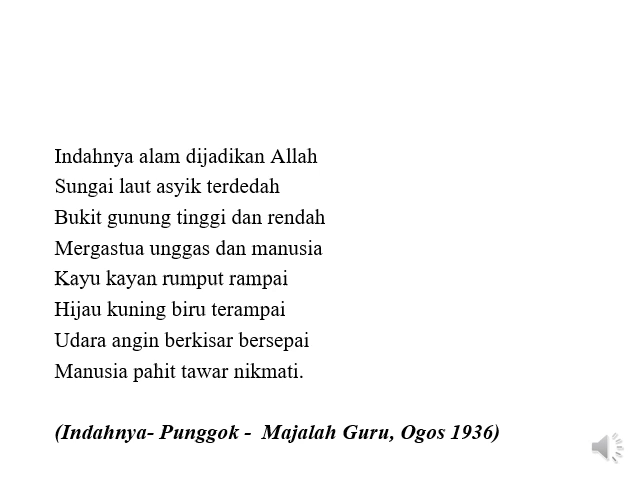 Indahnya alam dijadikan Allah
Sungai laut asyik terdedah
Bukit gunung tinggi dan rendah
Mergastua unggas dan manusia
Kayu kayan rumput rampai
Hijau kuning biru terampai
Udara angin berkisar bersepai
Manusia pahit tawar nikmati.
(Indahnya- Punggok - Majalah Guru, Ogos 1936)